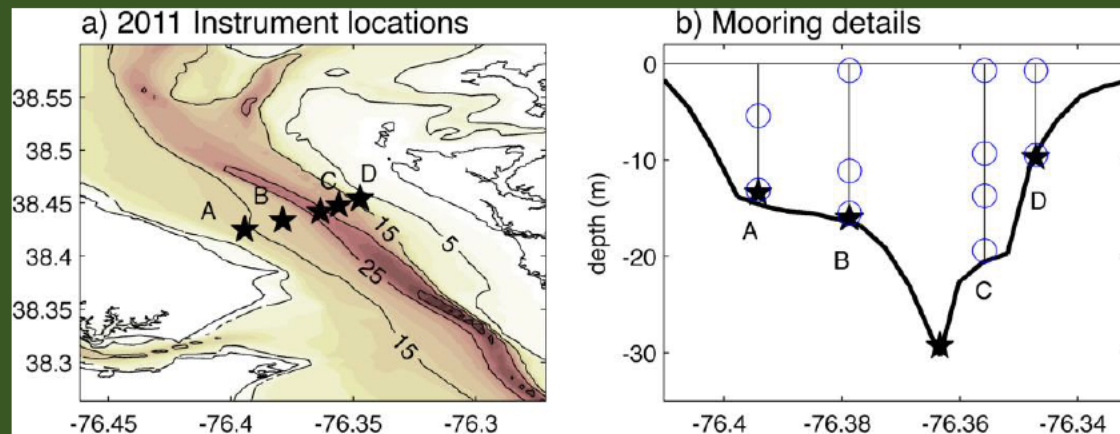 a) 2011 Instrument locations
38.55
38.5
38.45
38.4
38.35
38.3
-76.45
-76.4
-76.35
-76.3
A
B
C
D
15
5
25
15
b) Mooring details
depth (m)
0
-10
-20
-30
-76.4
-76.38
-76.36
-76.34
A
B
C
D